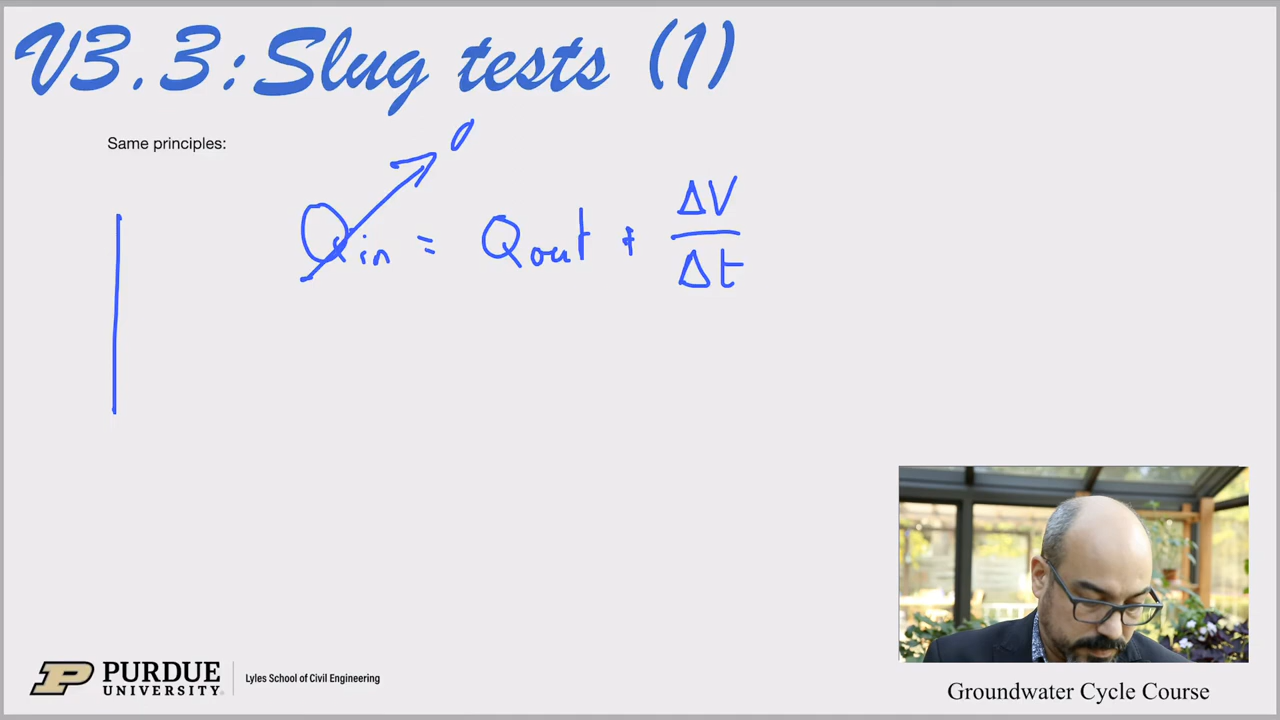 V3.3: Slug tests (1)
Same principles:
0
Qin = Qout + ΔV/Δt
P PURDUE UNIVERSITY
Lyles School of Civil Engineering
Groundwater Cycle Course